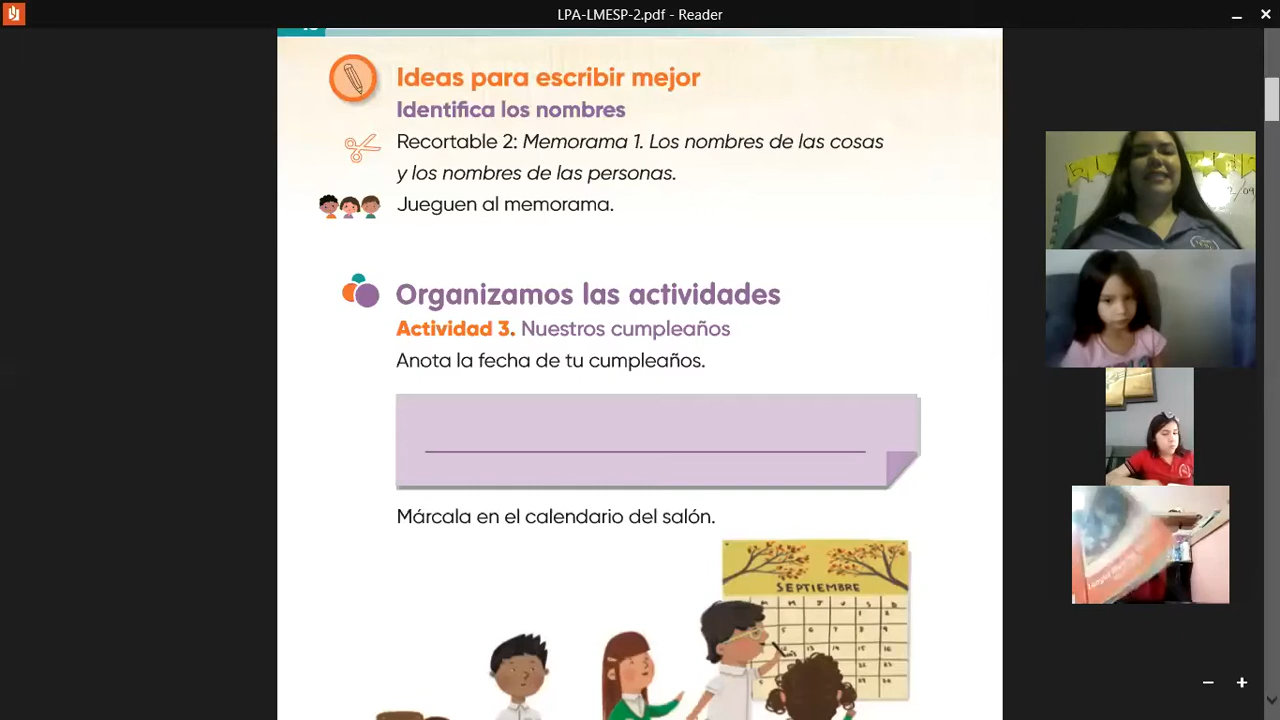 LPA-LMESP-2.pdf - Reader
Ideas para escribir mejor
Identifica los nombres
Recortable 2: Memorama 1. Los nombres de las cosas
y los nombres de las personas.
Jueguen al memorama.
Organizamos las actividades
Actividad 3. Nuestros cumpleaños
Anota la fecha de tu cumpleaños.
Márcala en el calendario del salón.
SEPTIEMBRE